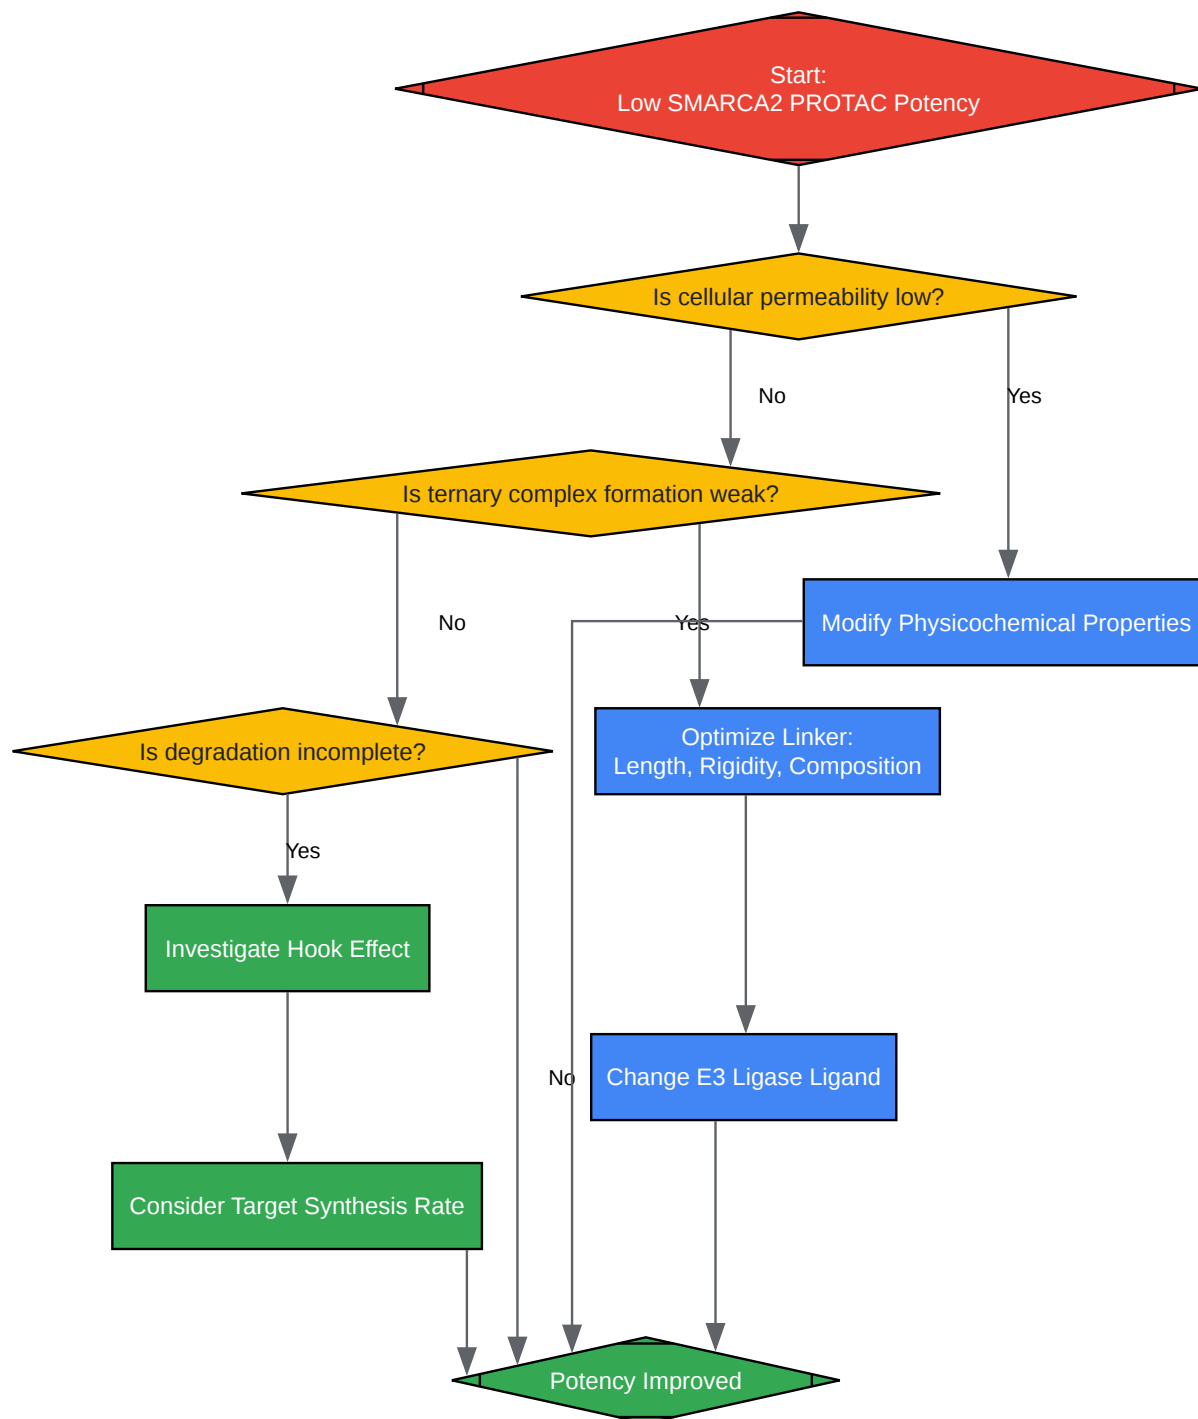 Start:
Low SMARCA2 PROTAC Potency
Is cellular permeability low?
No
Yes
Is ternary complex formation weak?
No
Yes
Modify Physicochemical Properties
Optimize Linker:
Length, Rigidity, Composition
Is degradation incomplete?
Yes
Investigate Hook Effect
No
Change E3 Ligase Ligand
Consider Target Synthesis Rate
Potency Improved